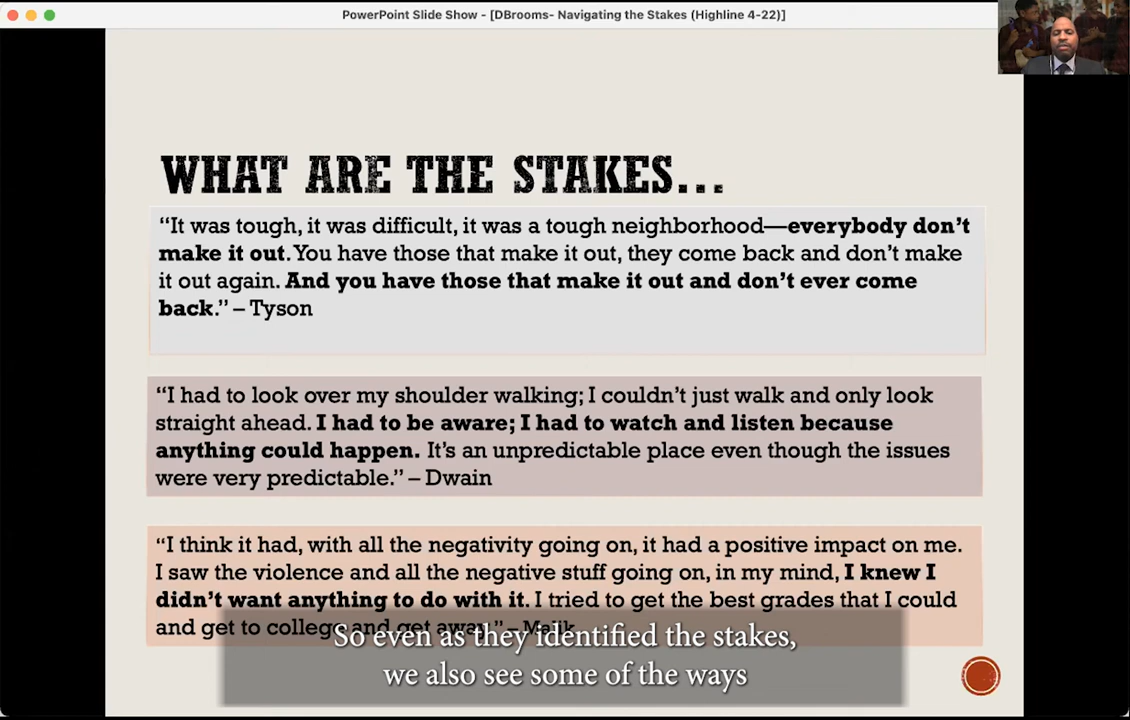 PowerPoint Slide Show - [DBrooms- Navigating the Stakes (Highline 4-22)]
WHAT ARE THE STAKES...
“It was tough, it was difficult, it was a tough neighborhood—everybody don’t
make it out. You have those that make it out, they come back and don’t make
it out again. And you have those that make it out and don’t ever come
back.” – Tyson
“I had to look over my shoulder walking; I couldn’t just walk and only look
straight ahead. I had to be aware; I had to watch and listen because
anything could happen. It’s an unpredictable place even though the issues
were very predictable.” – Dwain
“I think it had, with all the negativity going on, it had a positive impact on me.
I saw the violence and all the negative stuff going on, in my mind, I knew I
didn’t want anything to do with it. I tried to get the best grades that I could
and get to college and get away.” – Malik
So even as they identified the stakes,
we also see some of the ways